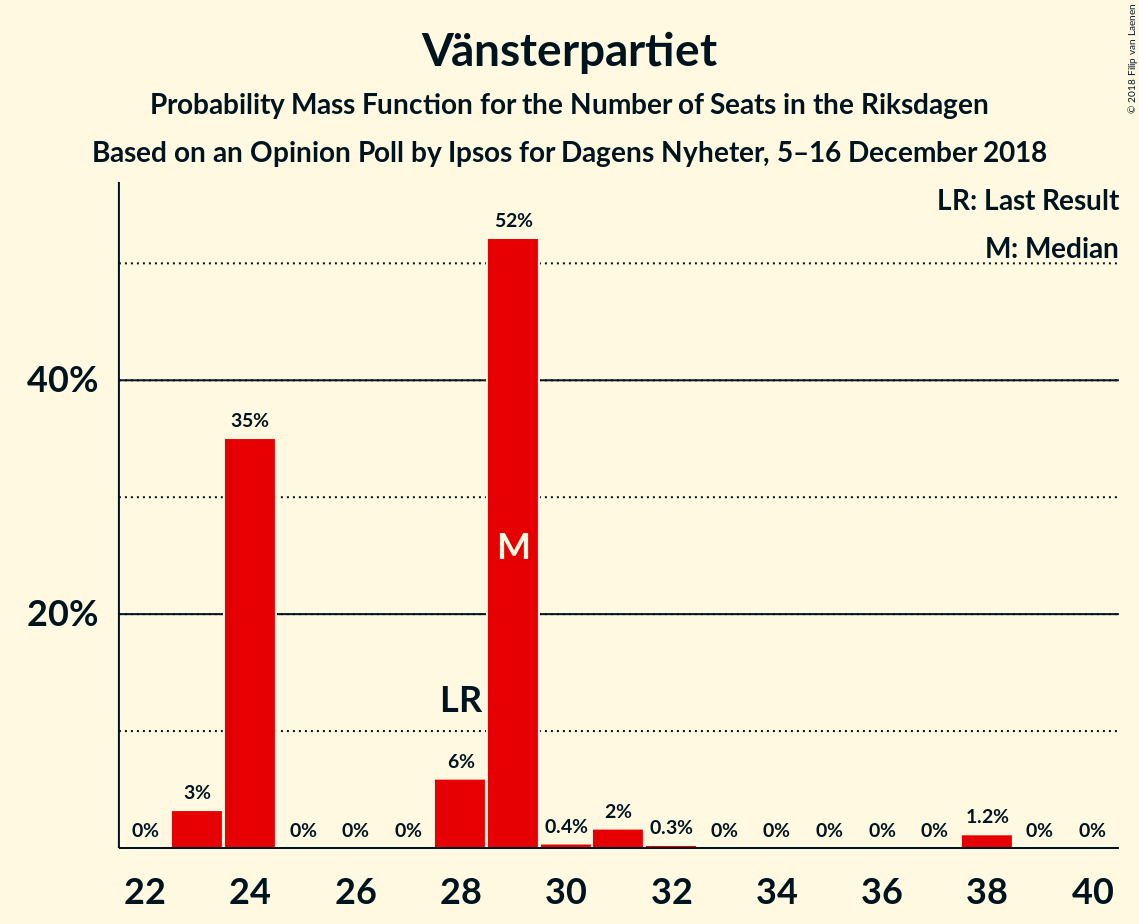 Vänsterpartiet
Probability Mass Function for the Number of Seats in the Riksdagen
Based on an Opinion Poll by Ipsos for Dagens Nyheter, 5–16 December 2018
© 2018 Filip van Laenen
LR: Last Result
M: Median
52%
40%
35%
M
20%
LR
6%
3%
2%
1.2%
0%
0%
0%
0%
0.4%
0.3%
0%
0%
0%
0%
0%
0%
0%
22 24 26 28 30 32 34 36 38 40